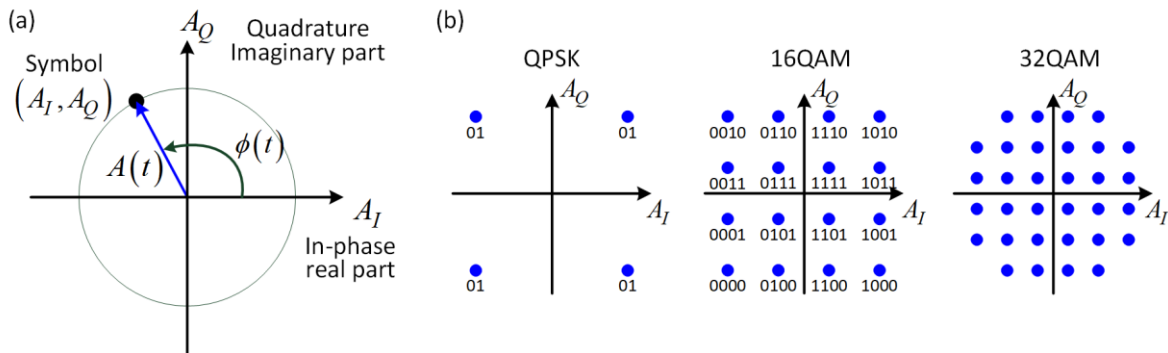 (a)
A_Q
Quadrature
Imaginary part
Symbol
(A_I, A_Q)
A(t)
ϕ(t)
A_I
In-phase
real part
(b)
QPSK
A_Q
01 01
A_I
01 01
16QAM
A_Q
0010 0110 1110 1010
0011 0111 1111 1011
A_I
0001 0101 1101 1001
0000 0100 1100 1000
32QAM
A_Q
A_I